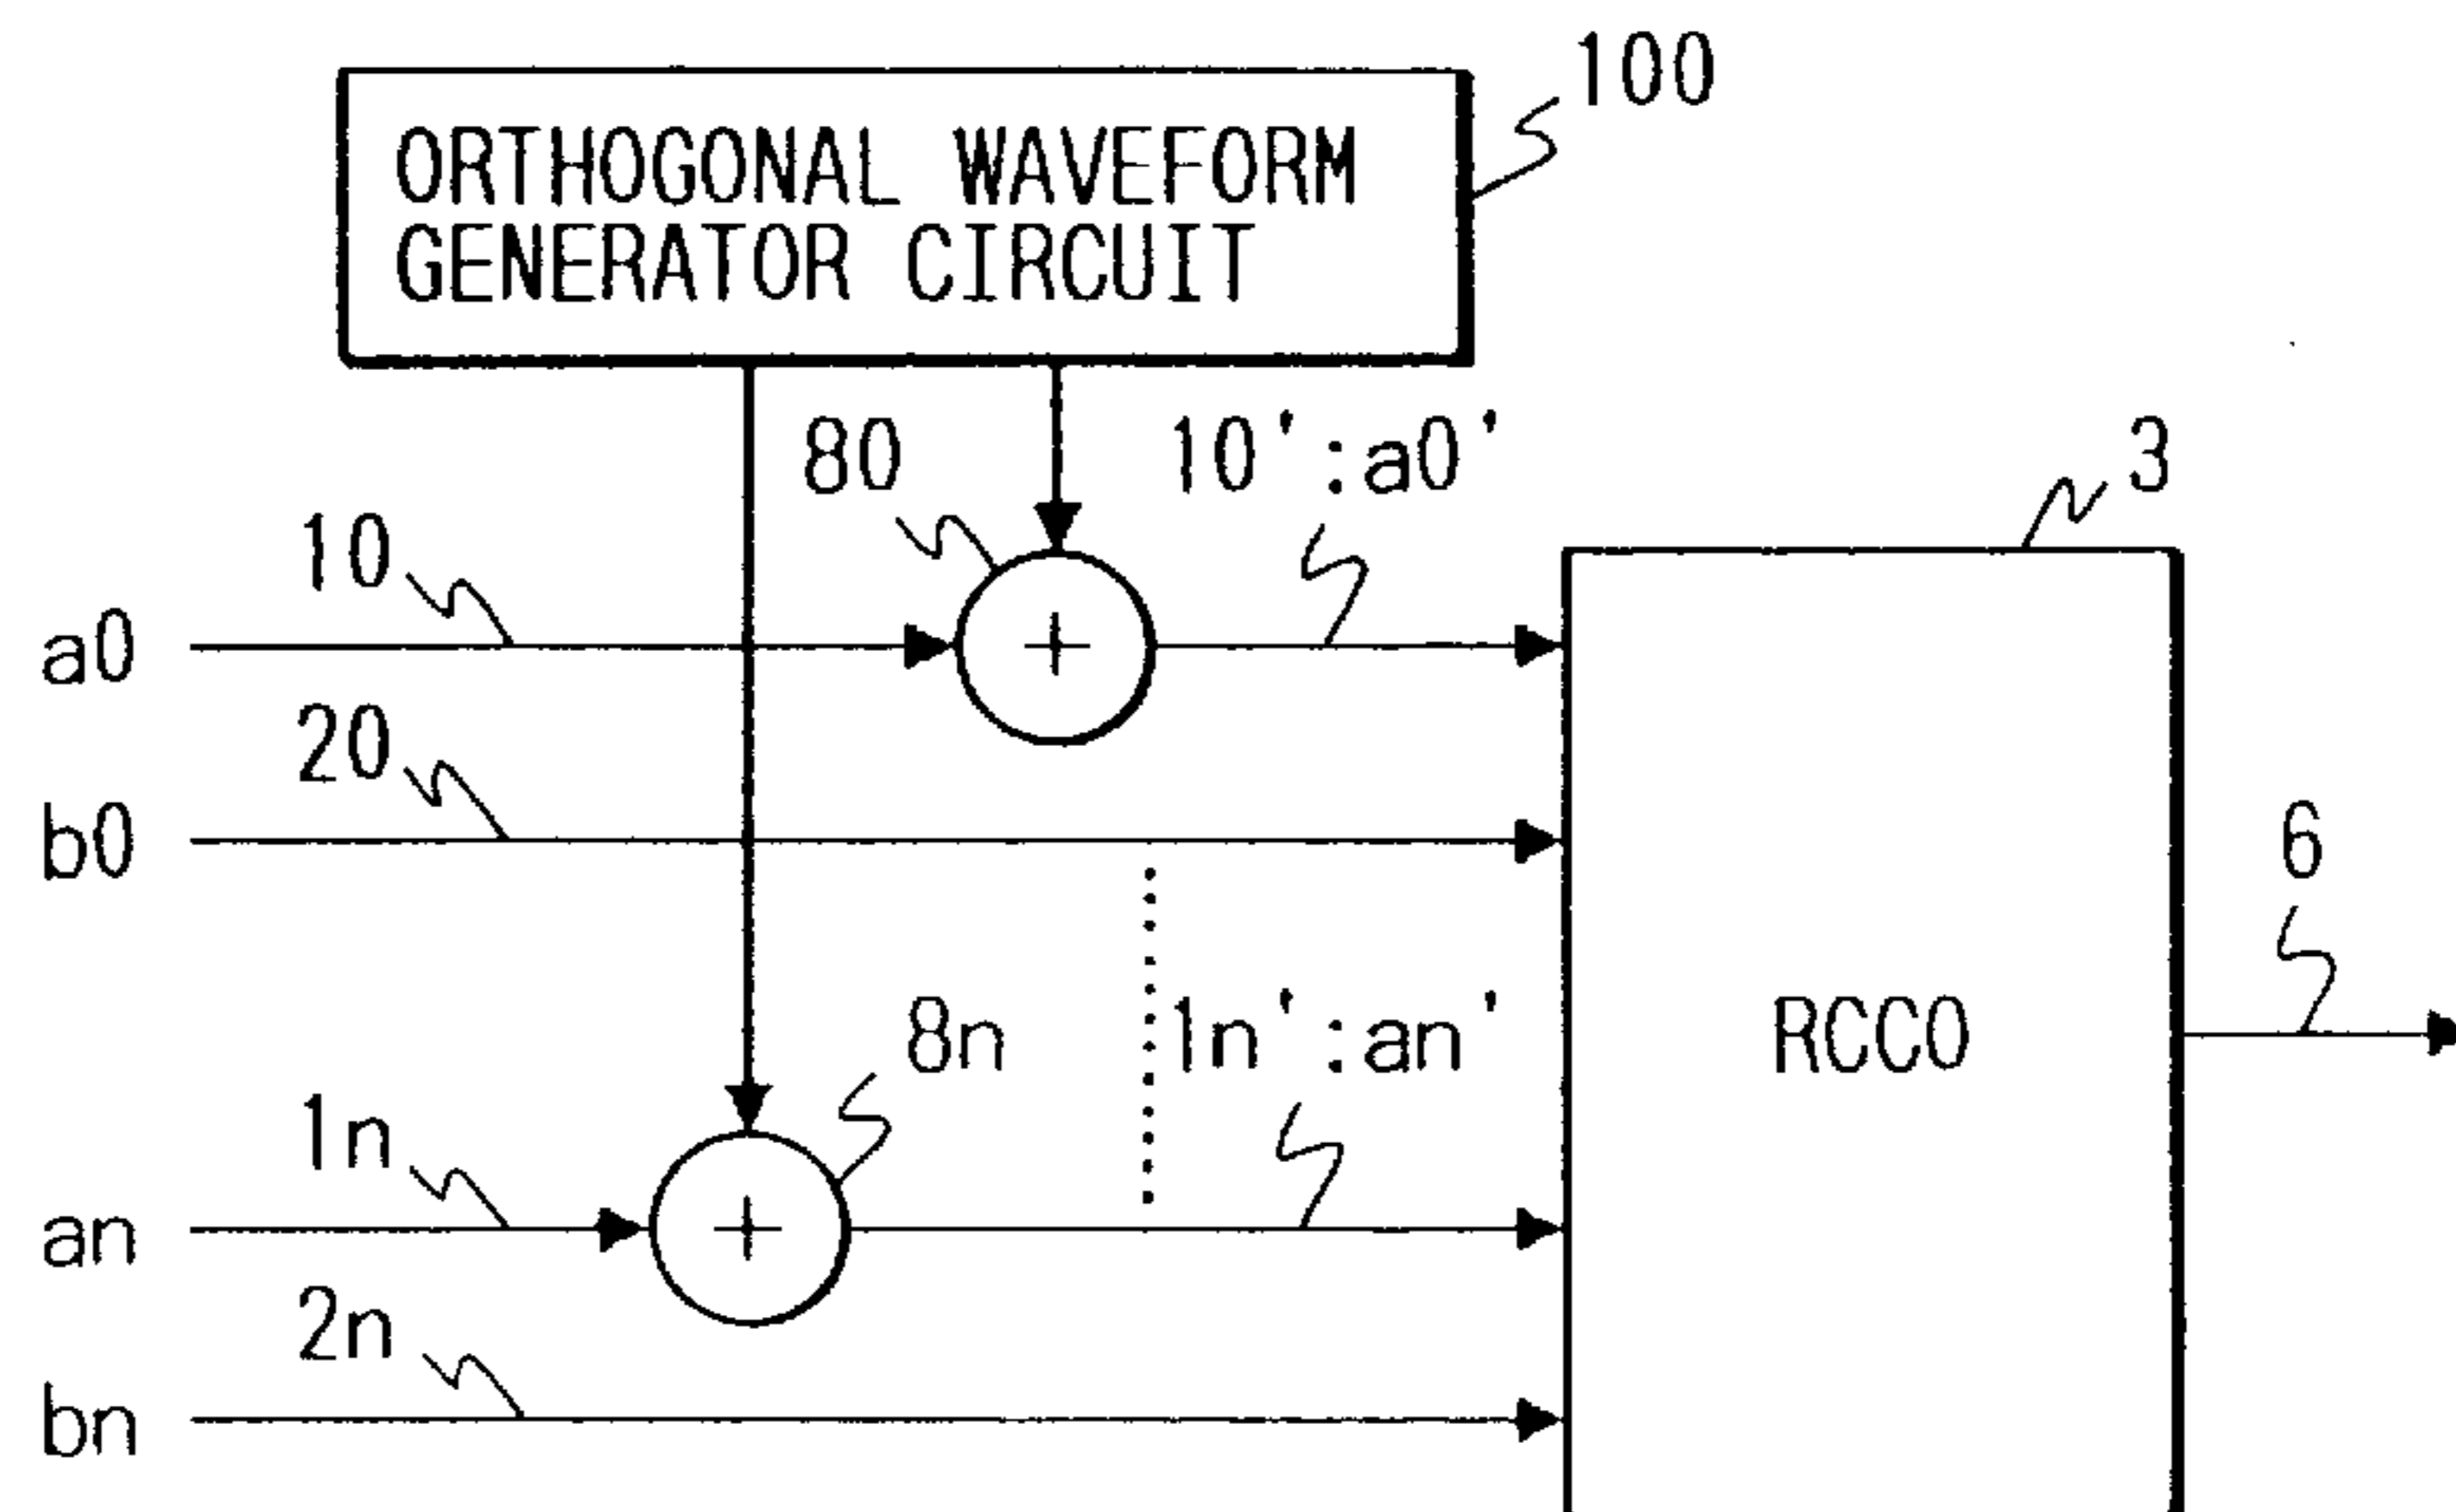 100
ORTHOGONAL WAVEFORM
GENERATOR CIRCUIT
80
10':a0'
3
10
a0
20
b0
6
8n
1n':an'
RCCO
1n
an
2n
bn